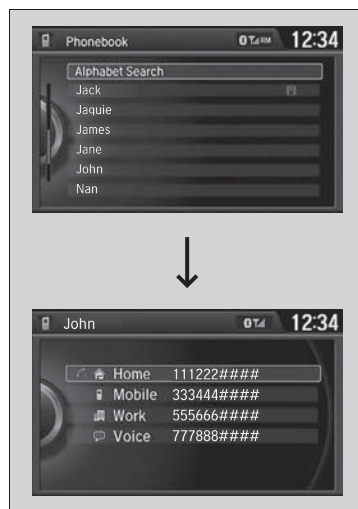 Phonebook 12:34
Alphabet Search
Jack
Jaquie
James
Jane
John
Nan
John 12:34
Home 111222####
Mobile 333444####
Work 555666####
Voice 777888####